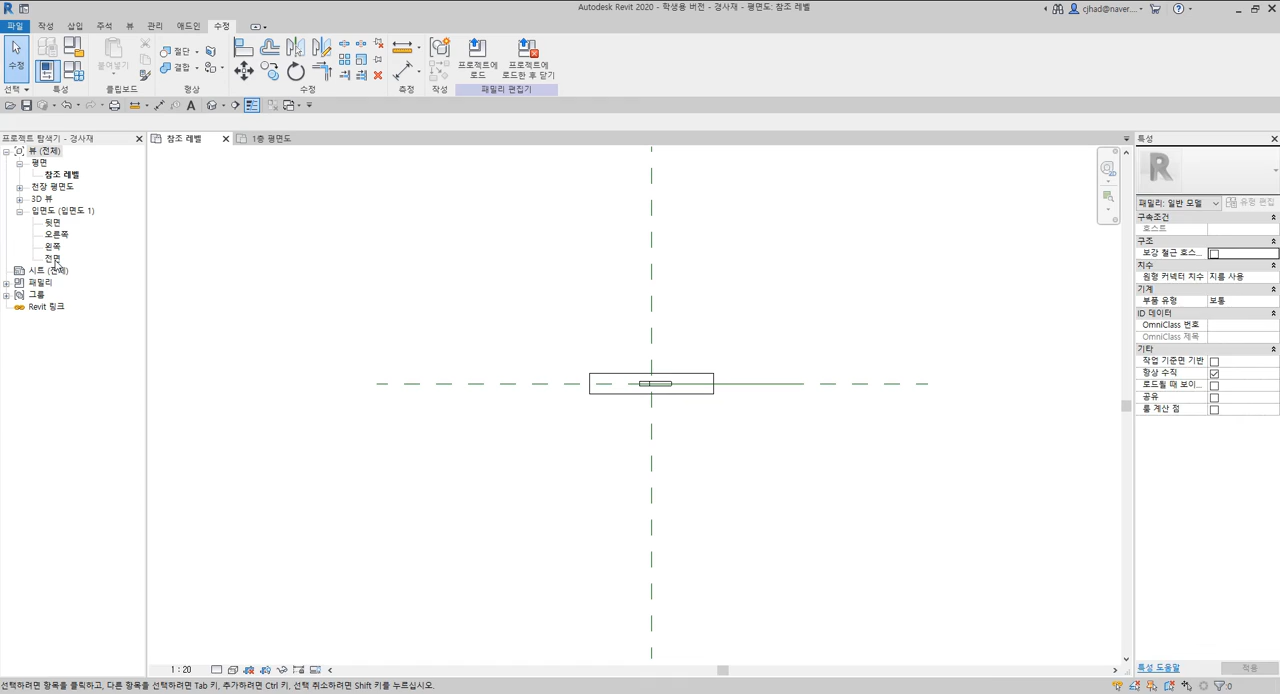 Autodesk Revit 2020 - 학생용 버전 - 경사재 - 평면도: 참조 레벨
cjhad@naver....
파일 작성 삽입 주석 뷰 관리 애드인 수정
수정
붙여넣기
절단
결합
프로젝트에
로드
프로젝트에
로드한 후 닫기
선택 특성 클립보드 형상 수정 측정 작성 패밀리 편집기
프로젝트 탐색기 - 경사재
참조 레벨
1층 평면도
특성
뷰 (전체)
평면
참조 레벨
천장 평면도
3D 뷰
입면도 (입면도 1)
뒷면
오른쪽
왼쪽
전면
시트 (전체)
패밀리
그룹
Revit 링크
2D
패밀리: 일반 모델
유형 편집
구속조건
호스트
구조
보강 철근 호스...
치수
원형 커넥터 치수 지름 사용
기계
부품 유형 보통
ID 데이터
OmniClass 번호
OmniClass 제목
기타
작업 기준면 기반
항상 수직
로드될 때 보이...
공유
룸 계산 점
1 : 20
특성 도움말
적용
선택하려면 항목을 클릭하고, 다른 항목을 선택하려면 Tab 키, 추가하려면 Ctrl 키, 선택 취소하려면 Shift 키를 누르십시오.
:0